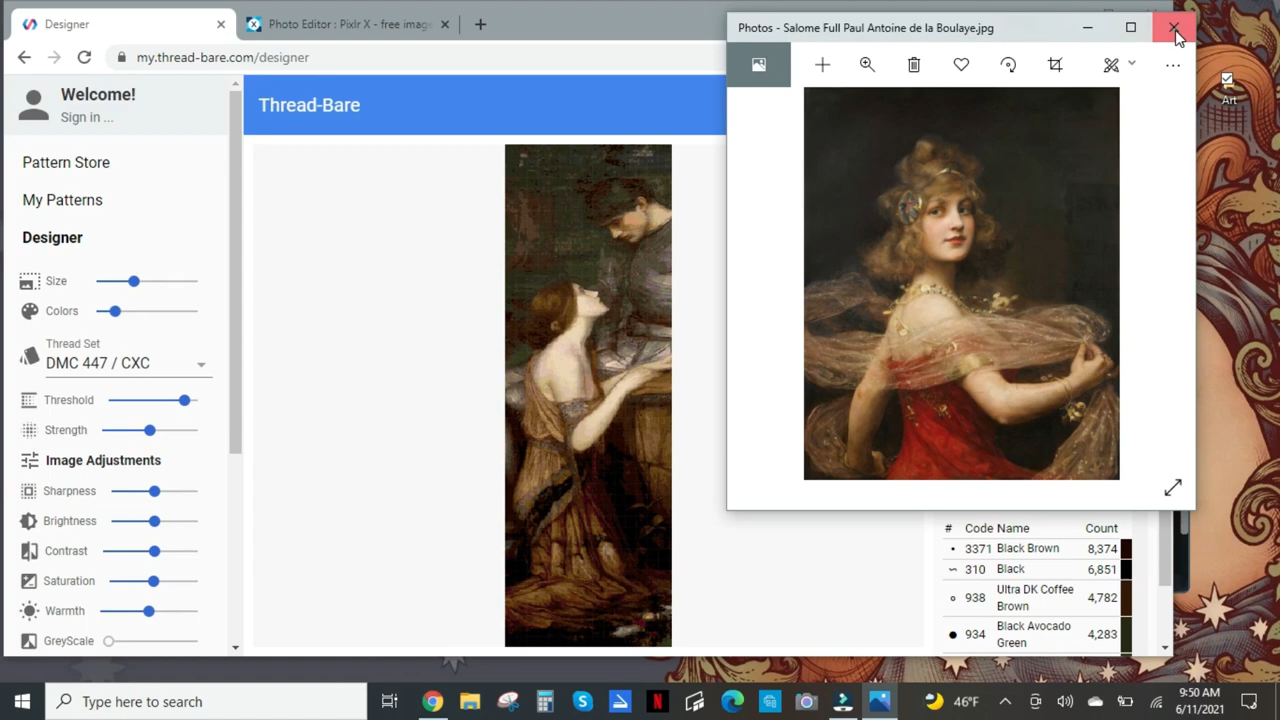 Designer
Photo Editor : Pixlr X - free imag
my.thread-bare.com/designer
Welcome!
Sign in ...
Thread-Bare
Pattern Store
My Patterns
Designer
Size
Colors
Thread Set
DMC 447 / CXC
Threshold
Strength
Image Adjustments
Sharpness
Brightness
Contrast
Saturation
Warmth
GreyScale
Photos - Salome Full Paul Antoine de la Boulaye.jpg
Art
# Code Name Count
3371 Black Brown 8,374
310 Black 6,851
938 Ultra DK Coffee Brown 4,782
934 Black Avocado Green 4,283
Type here to search
46°F
9:50 AM
6/11/2021